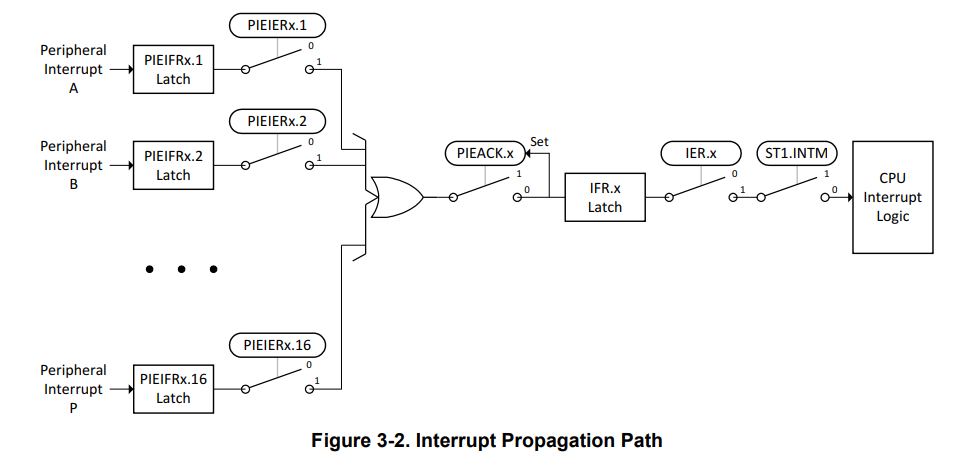 PIEIERx.1
Peripheral
Interrupt
A
PIEIFRx.1
Latch
0
1
PIEIERx.2
Peripheral
Interrupt
B
PIEIFRx.2
Latch
0
1
PIEACK.x
Set
1
0
IFR.x
Latch
IER.x
0
1
ST1.INTM
1
0
CPU
Interrupt
Logic
PIEIERx.16
Peripheral
Interrupt
P
PIEIFRx.16
Latch
0
1
Figure 3-2. Interrupt Propagation Path